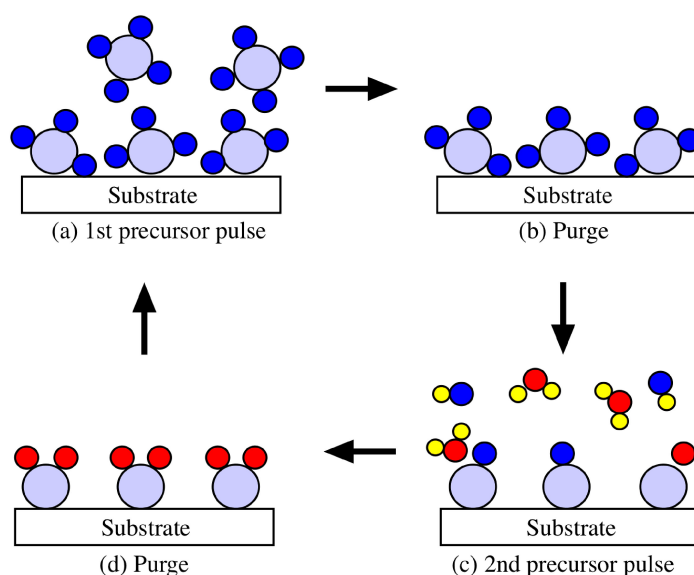 Substrate
(a) 1st precursor pulse
Substrate
(b) Purge
Substrate
(d) Purge
Substrate
(c) 2nd precursor pulse